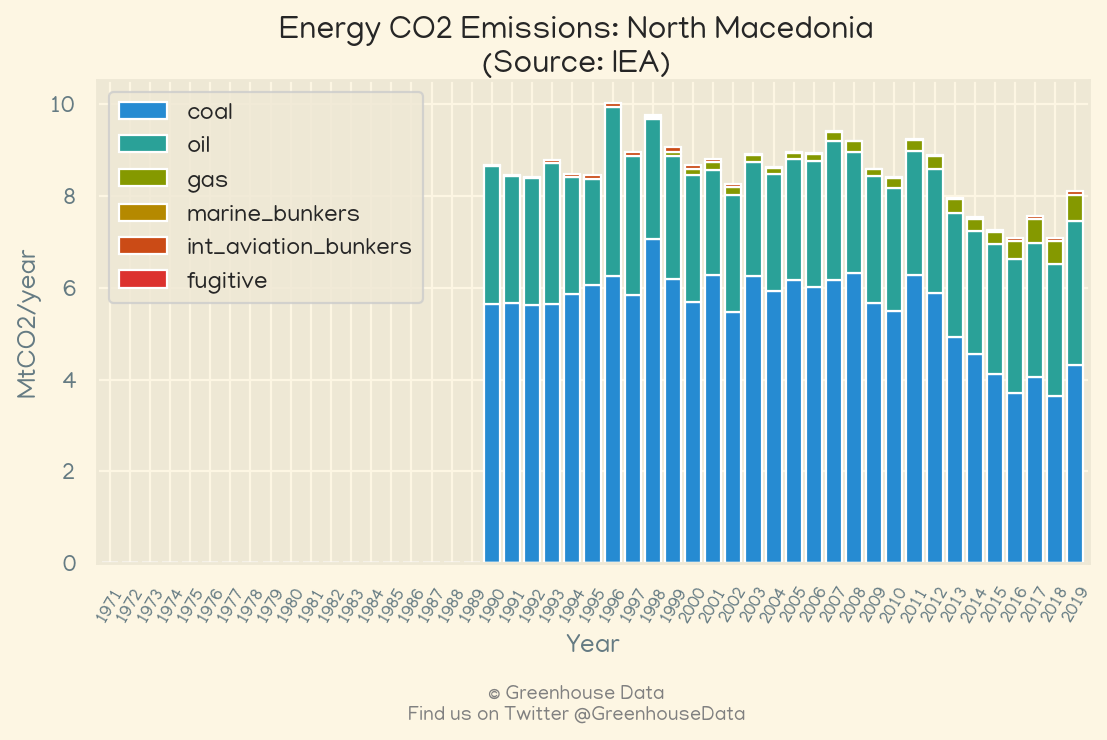 Energy CO2 Emissions: North Macedonia
(Source: IEA)
MtCO2/year
10
8
6
4
2
0
coal
oil
gas
marine_bunkers
int_aviation_bunkers
fugitive
1971 1972 1973 1974 1975 1976 1977 1978 1979 1980 1981 1982 1983 1984 1985 1986 1987 1988 1989 1990 1991 1992 1993 1994 1995 1996 1997 1998 1999 2000 2001 2002 2003 2004 2005 2006 2007 2008 2009 2010 2011 2012 2013 2014 2015 2016 2017 2018 2019
Year
© Greenhouse Data
Find us on Twitter @GreenhouseData